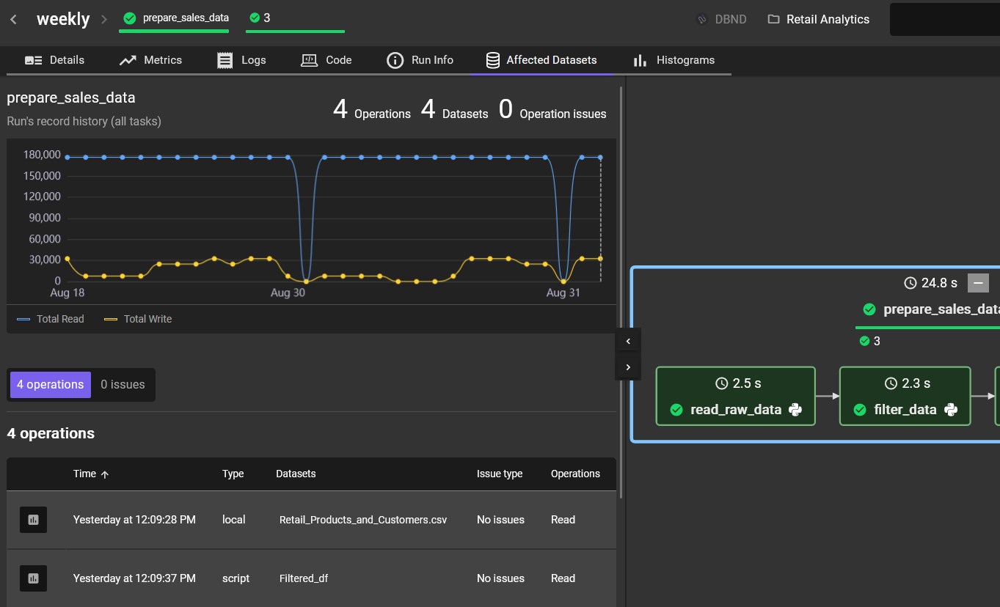 weekly
prepare_sales_data
3
DBND
Retail Analytics
Details
Metrics
Logs
Code
Run Info
Affected Datasets
Histograms
prepare_sales_data
Run's record history (all tasks)
4 Operations
4 Datasets
0 Operation issues
180,000
150,000
120,000
90,000
60,000
30,000
0
Aug 18
Aug 30
Aug 31
Total Read
Total Write
4 operations
0 issues
4 operations
Time
Type
Datasets
Issue type
Operations
Yesterday at 12:09:28 PM
local
Retail_Products_and_Customers.csv
No issues
Read
Yesterday at 12:09:37 PM
script
Filtered_df
No issues
Read
24.8 s
prepare_sales_data
3
2.5 s
read_raw_data
2.3 s
filter_data